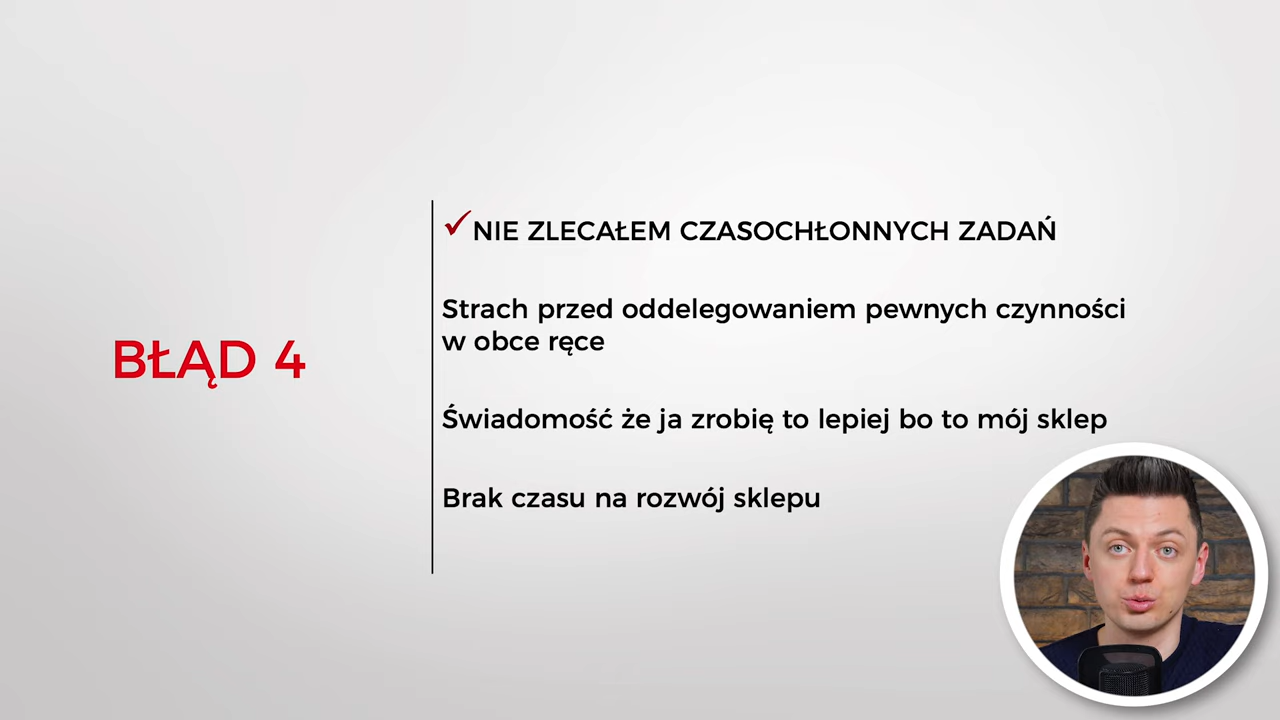 BŁĄD 4
NIE ZLECAŁEM CZASOCHŁONNYCH ZADAŃ
Strach przed oddelegowaniem pewnych czynności
w obce ręce
Świadomość że ja zrobię to lepiej bo to mój sklep
Brak czasu na rozwój sklepu